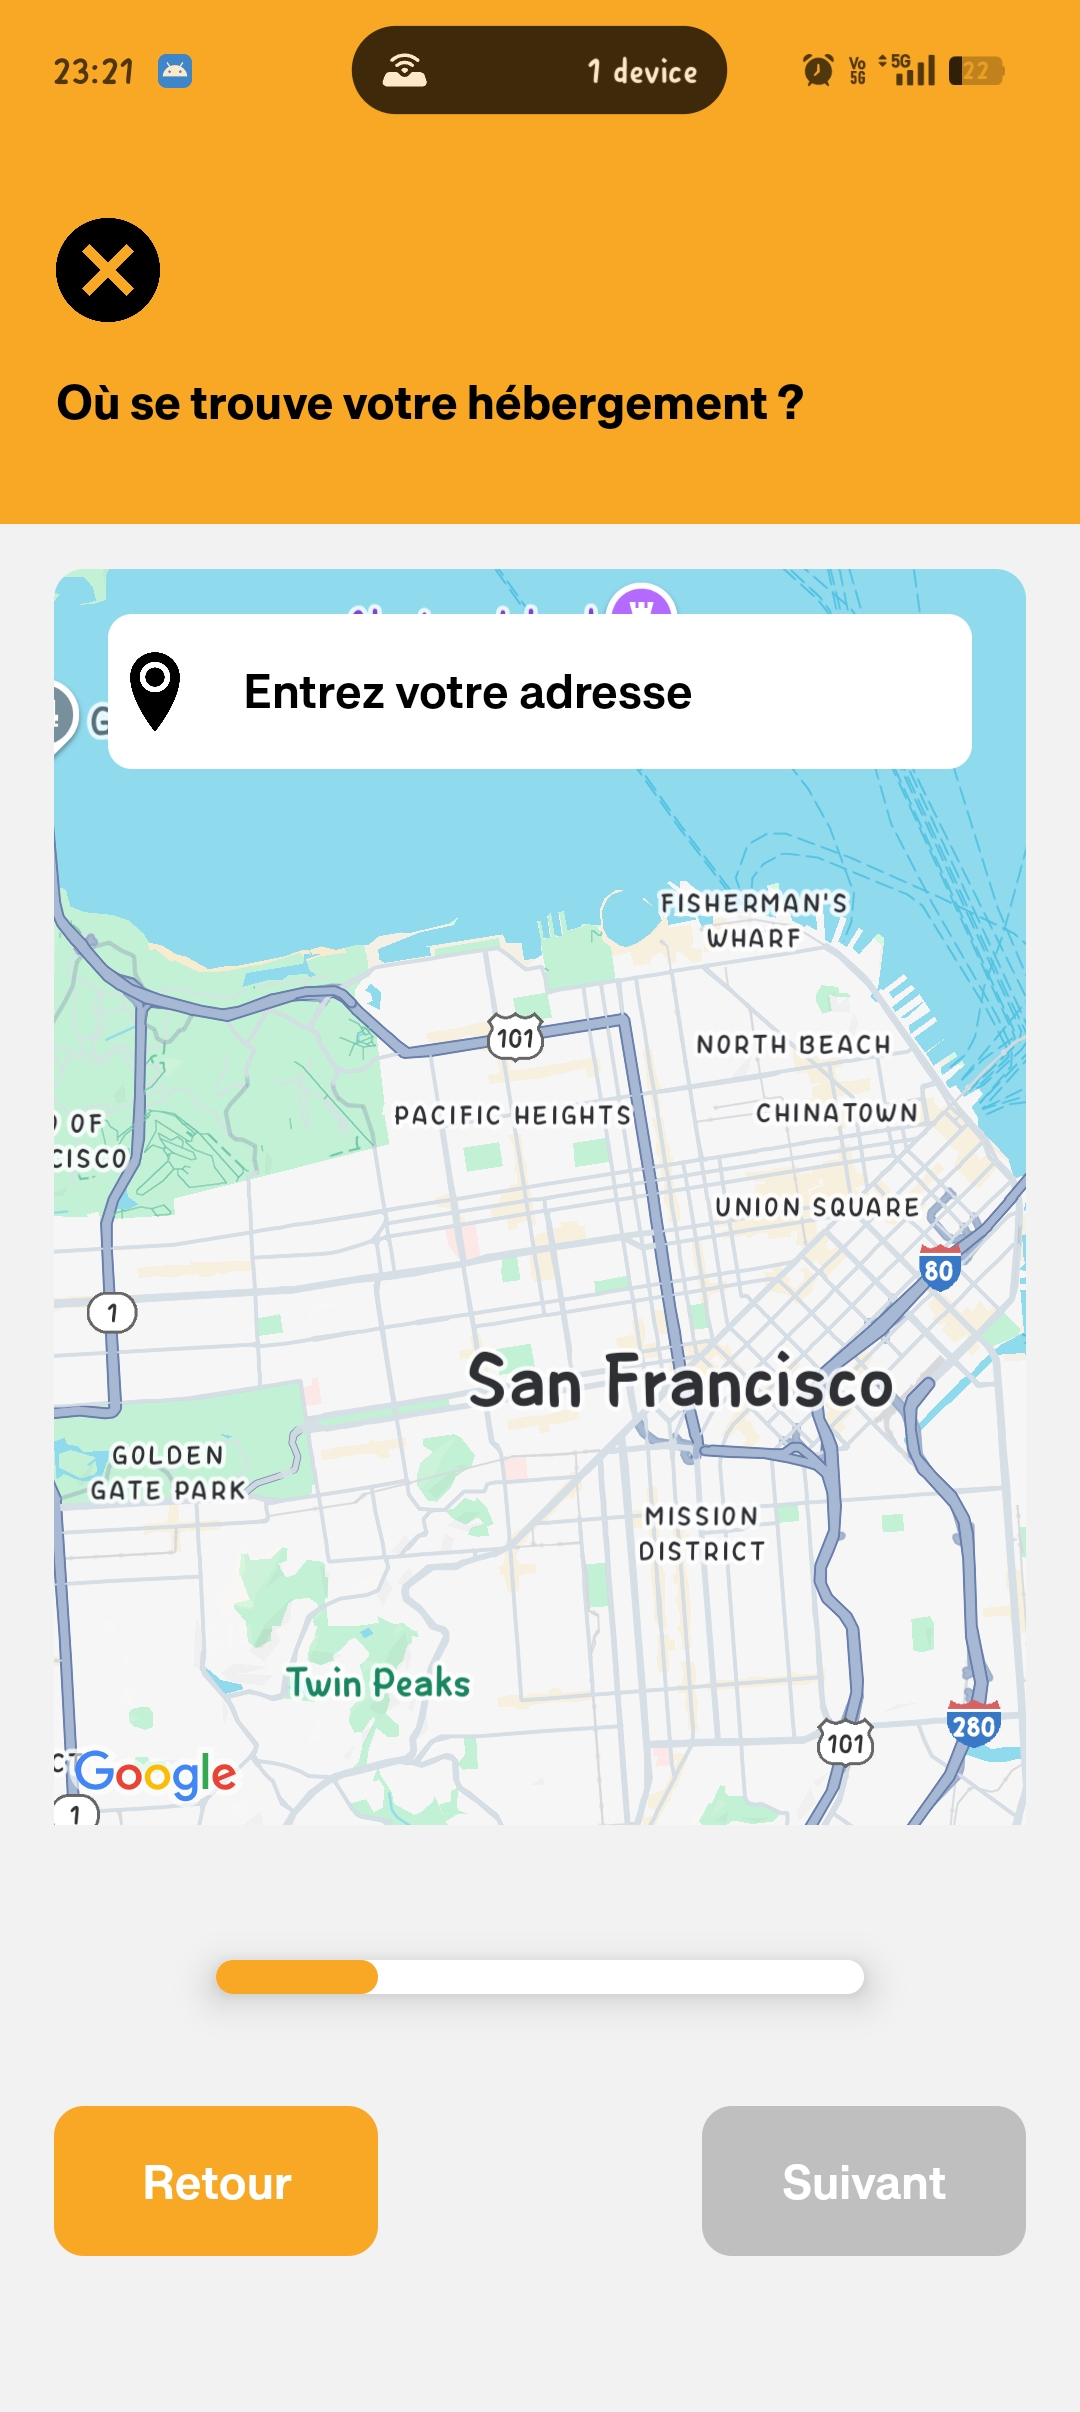 23:21
1 device
Vo 5G
5G
22
Où se trouve votre hébergement ?
Entrez votre adresse
G
FISHERMAN'S
WHARF
101
NORTH BEACH
PACIFIC HEIGHTS
CHINATOWN
OF
CISCO
UNION SQUARE
80
1
San Francisco
GOLDEN
GATE PARK
MISSION
DISTRICT
Twin Peaks
280
101
CT
Google
1
Retour
Suivant